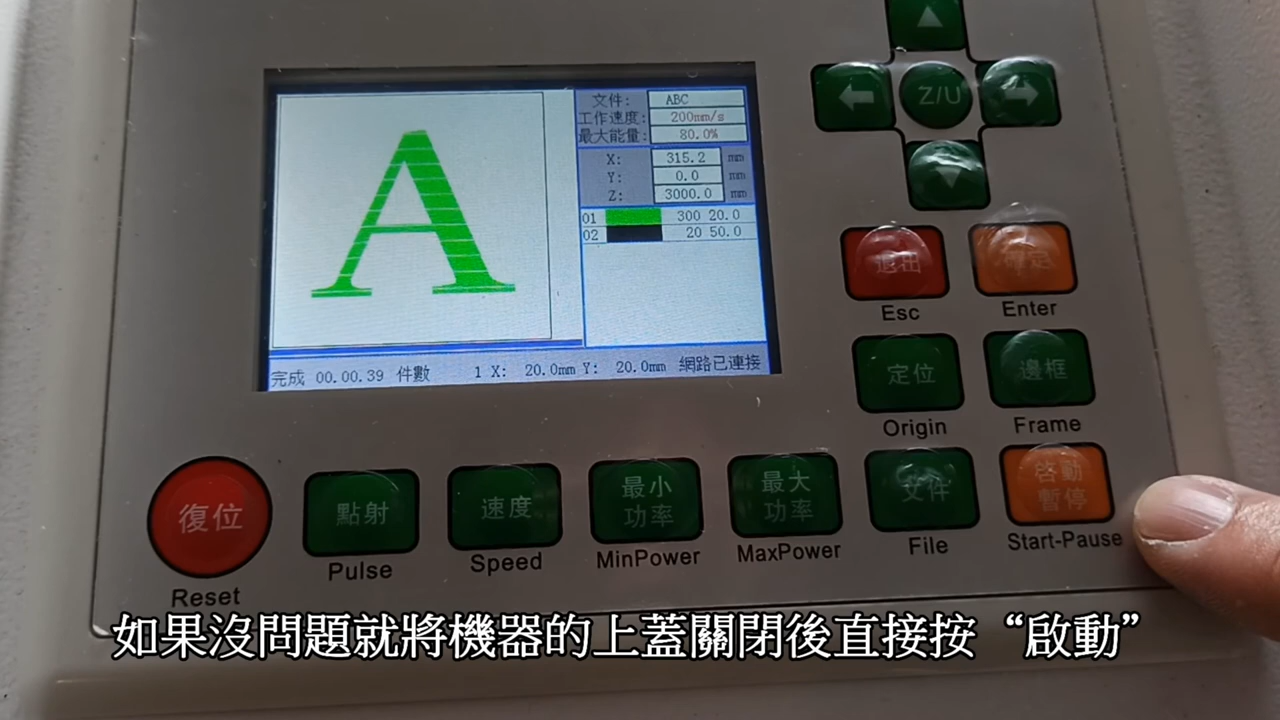 A
文件: ABC
工作速度: 200mm/s
最大能量: 80.0%
X: 315.2 mm
Y: 0.0 mm
Z: 3000.0 mm
01 300 20.0
02 20 50.0
完成 00.00.39 件數 1 X: 20.0mm Y: 20.0mm 網路已連接
Z/U
退出 確定
Esc Enter
定位 邊框
Origin Frame
復位 點射 速度 最小功率 最大功率 文件 啓動暫停
Reset Pulse Speed MinPower MaxPower File Start-Pause
如果沒問題就將機器的上蓋關閉後直接按“啟動”